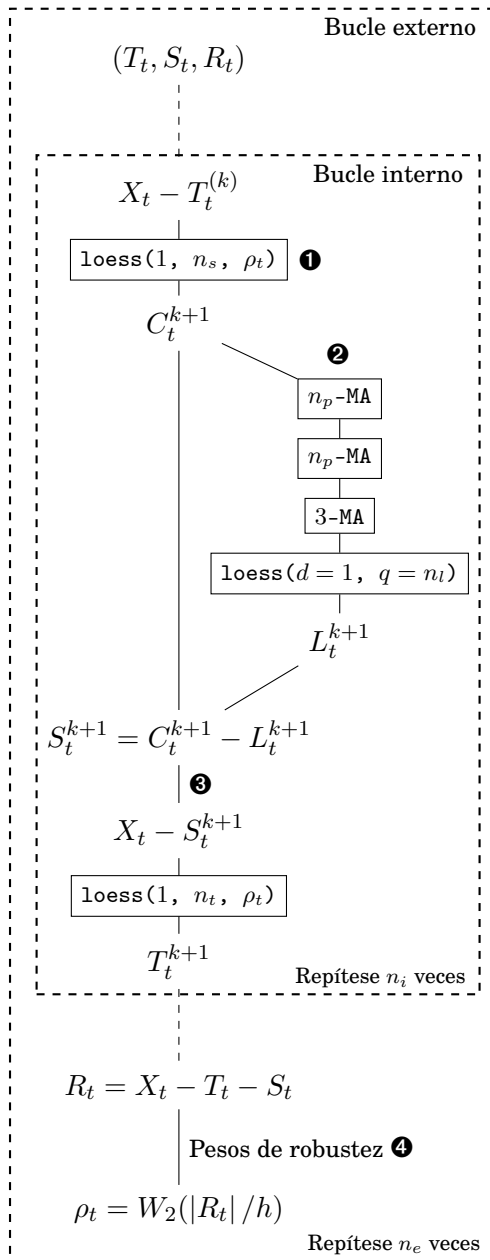 Bucle externo
(T_t, S_t, R_t)
Bucle interno
X_t − T_t^{(k)}
loess(1, n_s, ρ_t) ❶
C_t^{k+1}
❷
n_p-MA
n_p-MA
3-MA
loess(d = 1, q = n_l)
L_t^{k+1}
S_t^{k+1} = C_t^{k+1} − L_t^{k+1}
❸
X_t − S_t^{k+1}
loess(1, n_t, ρ_t)
T_t^{k+1}
Repítese n_i veces
R_t = X_t − T_t − S_t
Pesos de robustez ❹
ρ_t = W_2(|R_t| /h)
Repítese n_e veces